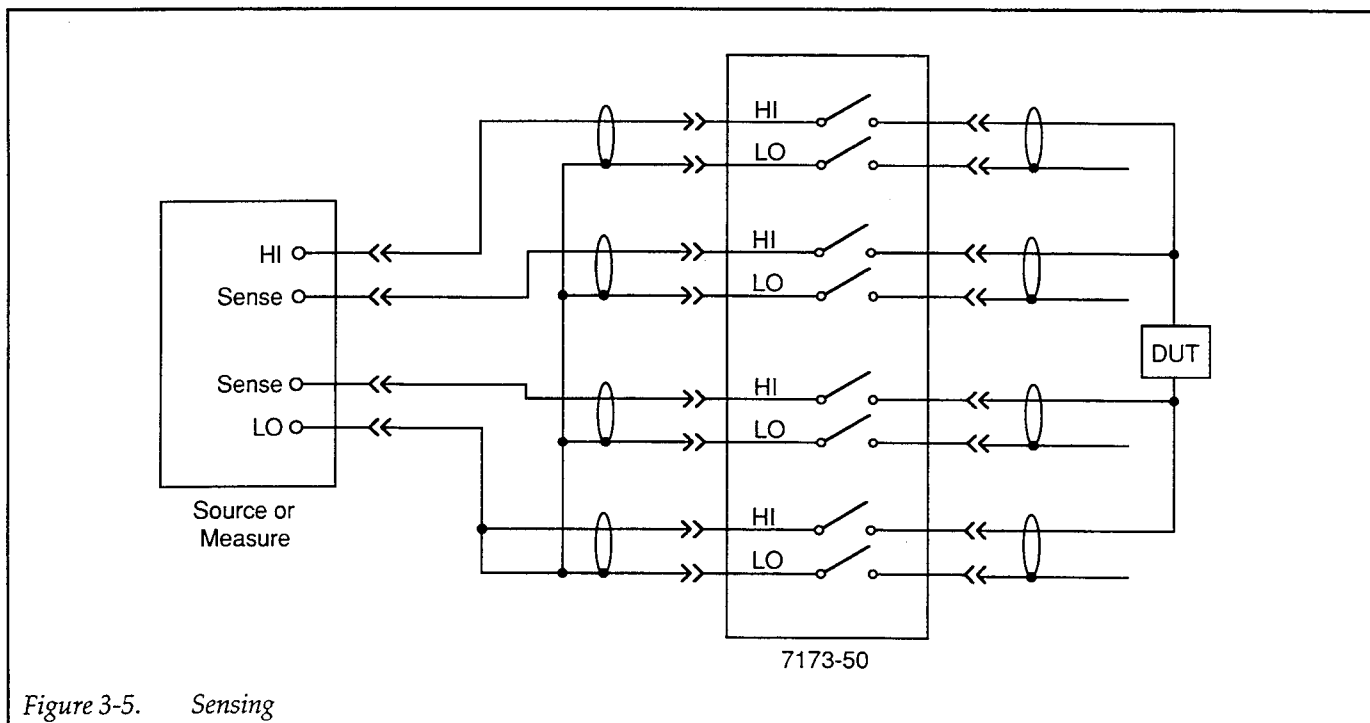 HI
LO
HI
LO
HI
Sense
Sense
LO
HI
LO
HI
LO
DUT
Source or
Measure
7173-50
Figure 3-5. Sensing